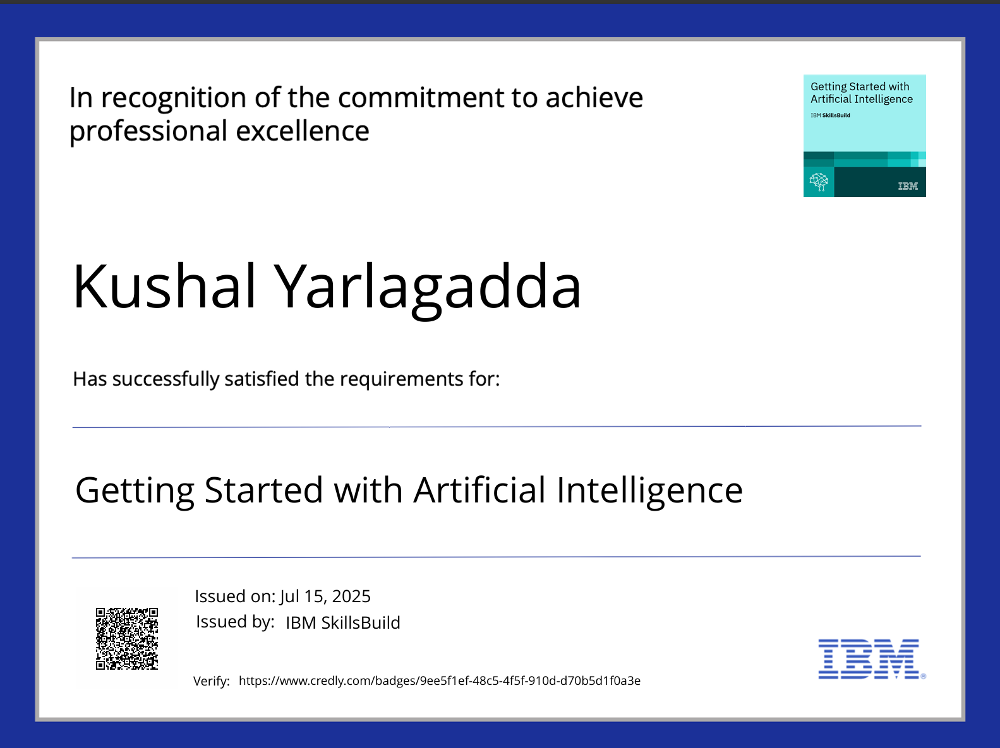 In recognition of the commitment to achieve
professional excellence
Getting Started with
Artificial Intelligence
IBM SkillsBuild
IBM
Kushal Yarlagadda
Has successfully satisfied the requirements for:
Getting Started with Artificial Intelligence
Issued on: Jul 15, 2025
Issued by: IBM SkillsBuild
Verify: https://www.credly.com/badges/9ee5f1ef-48c5-4f5f-910d-d70b5d1f0a3e
IBM®